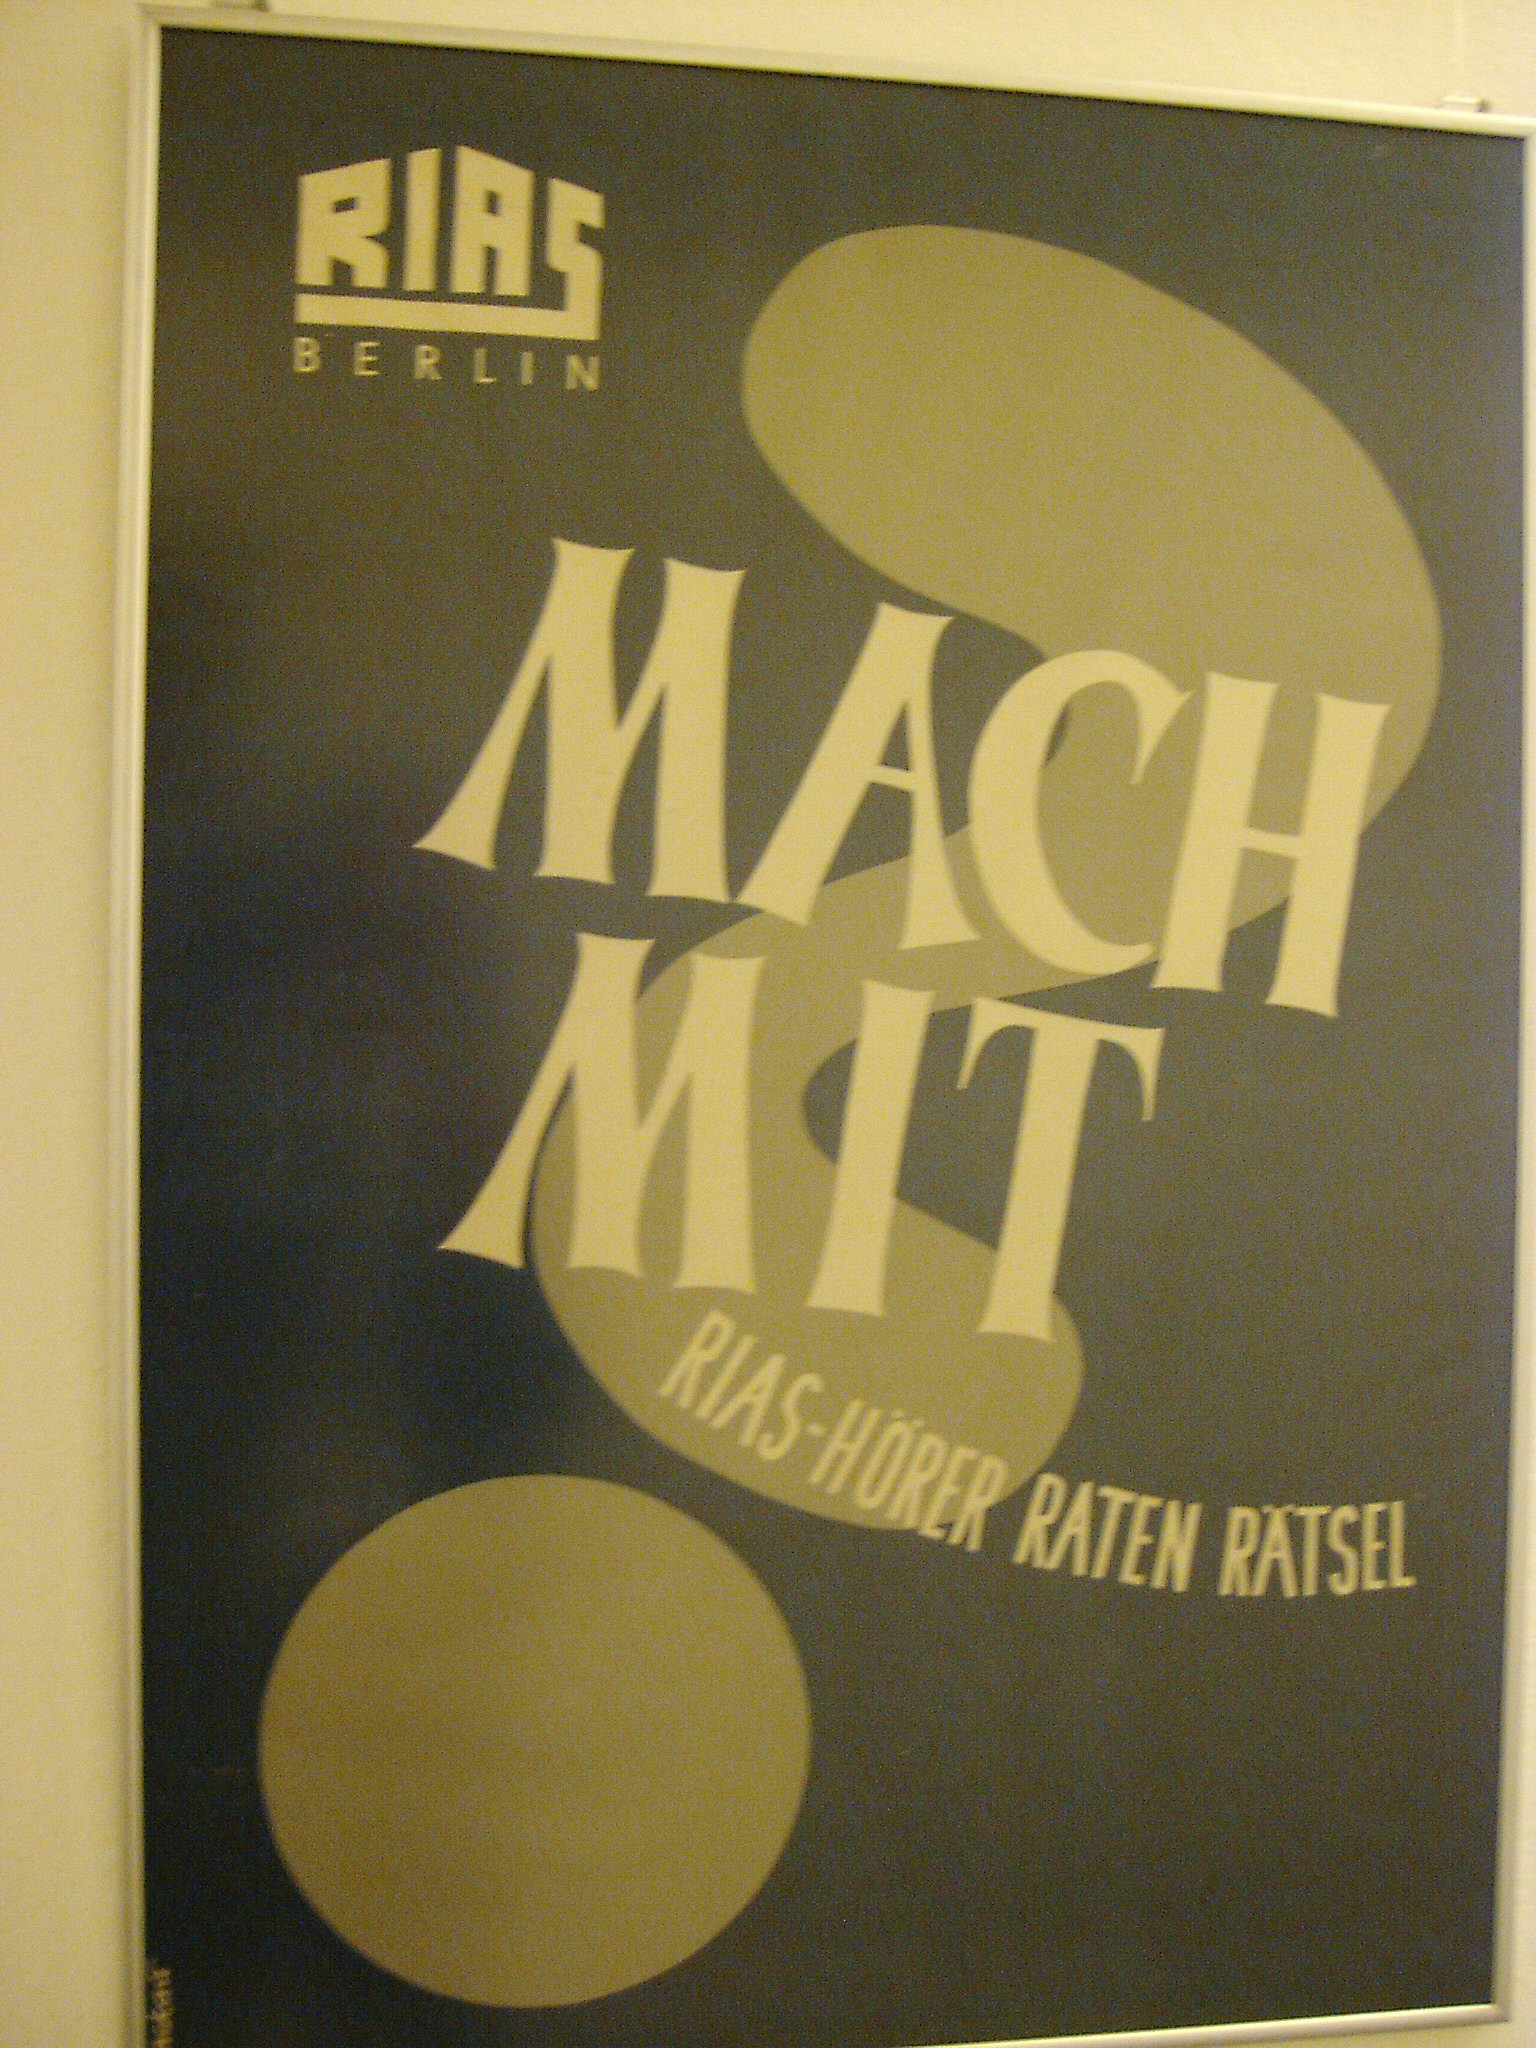 RIAS
BERLIN
MACH
MIT
RIAS-HÖRER RATEN RÄTSEL